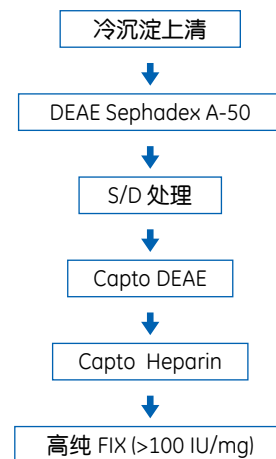 冷沉淀上清
DEAE Sephadex A-50
S/D 处理
Capto DEAE
Capto Heparin
高纯 FIX (>100 IU/mg)